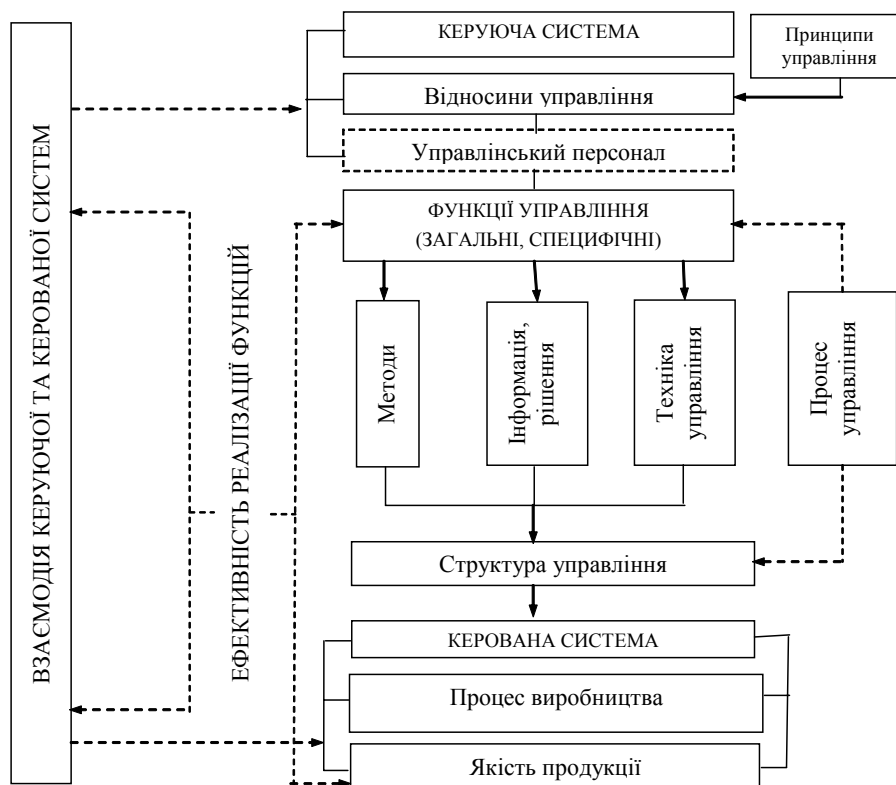 КЕРУЮЧА СИСТЕМА
Принципи
управління
Відносини управління
Управлінський персонал
ФУНКЦІЇ УПРАВЛІННЯ
(ЗАГАЛЬНІ, СПЕЦИФІЧНІ)
ВЗАЄМОДІЯ КЕРУЮЧОЇ ТА КЕРОВАНОЇ СИСТЕМ
ЕФЕКТИВНІСТЬ РЕАЛІЗАЦІЇ ФУНКЦІЙ
Методи
Інформація,
рішення
Техніка
управління
Процес
управління
Структура управління
КЕРОВАНА СИСТЕМА
Процес виробництва
Якість продукції